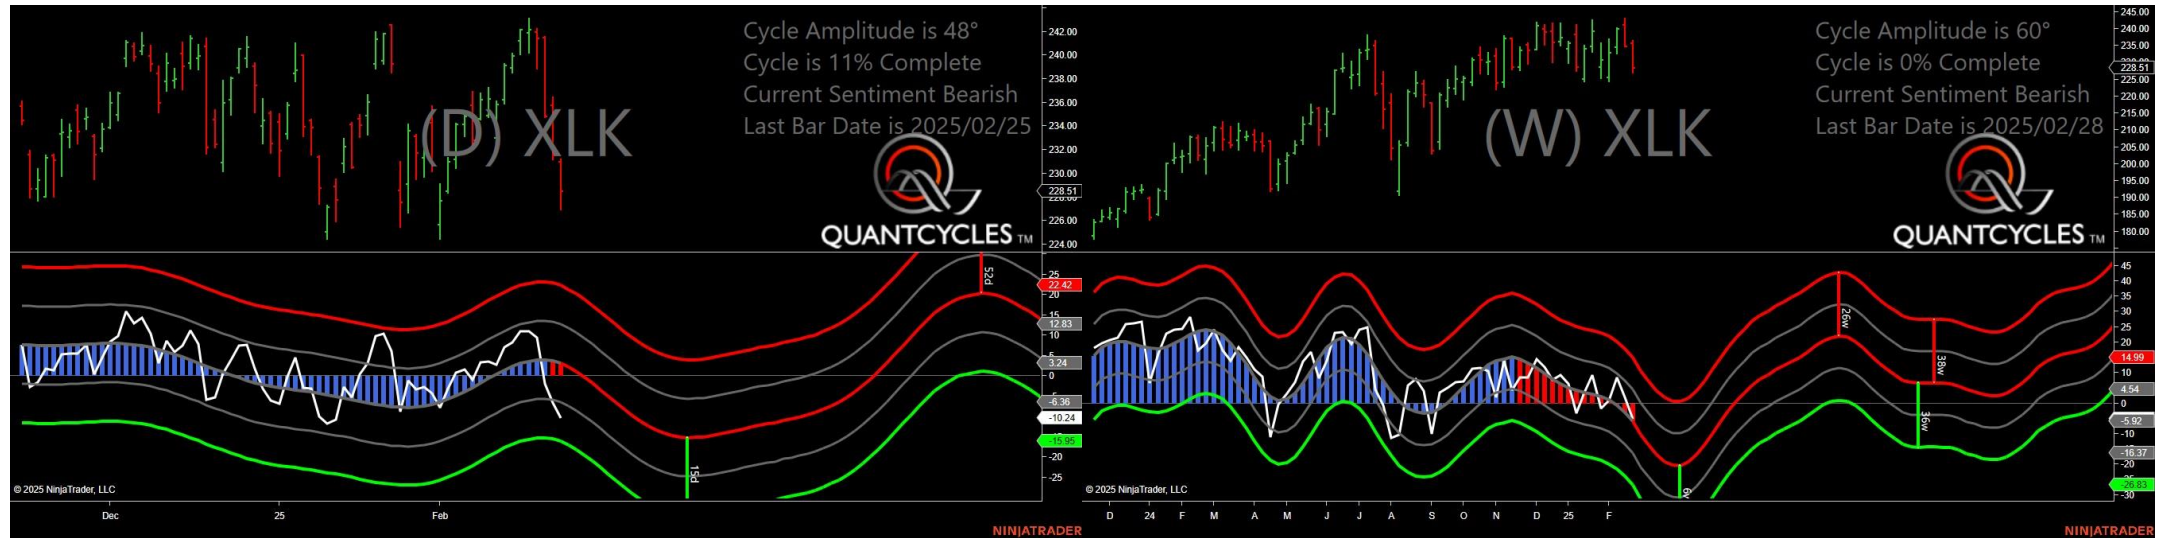 Cycle Amplitude is 48°
Cycle is 11% Complete
Current Sentiment Bearish
Last Bar Date is 2025/02/25
(D) XLK
QUANTCYCLES TM
242.00
240.00
238.00
236.00
234.00
232.00
230.00
228.51
226.00
224.00
52d
15d
25
22.42
20
15
12.83
10
3.24
0
-6.36
-10.24
-15.95
-20
-25
© 2025 NinjaTrader, LLC
Dec
25
Feb
NINJATRADER
Cycle Amplitude is 60°
Cycle is 0% Complete
Current Sentiment Bearish
Last Bar Date is 2025/02/28
(W) XLK
QUANTCYCLES TM
245.00
240.00
235.00
228.51
225.00
220.00
215.00
210.00
205.00
200.00
195.00
190.00
185.00
180.00
26w
38w
36w
45
40
35
30
25
20
14.99
10
4.54
0
-5.92
-10
-16.37
-20
-26.83
-30
© 2025 NinjaTrader, LLC
D
24
F
M
A
M
J
J
A
S
O
N
D
25
F
NINJATRADER